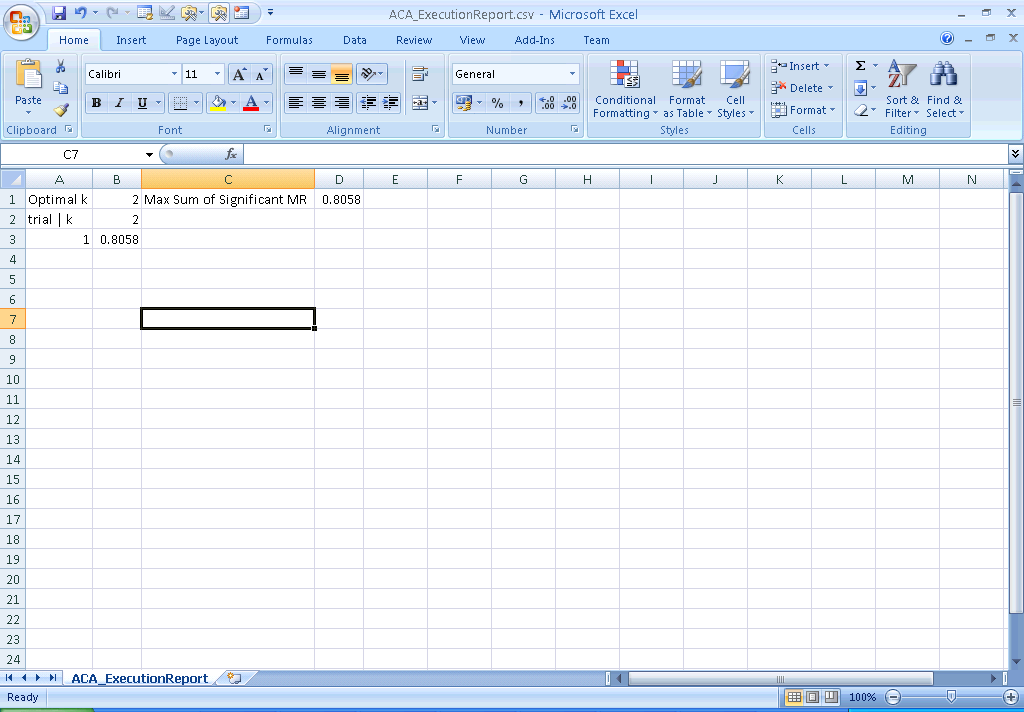 ACA_ExecutionReport.csv - Microsoft Excel
Home Insert Page Layout Formulas Data Review View Add-Ins Team
Paste
Clipboard
Calibri 11
B I U
Font
Alignment
General
% ,
Number
Conditional Formatting
Format as Table
Cell Styles
Styles
Insert
Delete
Format
Cells
Σ
Sort & Filter
Find & Select
Editing
C7 fx
A B C D E F G H I J K L M N
1 Optimal k 2 Max Sum of Significant MR 0.8058
2 trial | k 2
3 1 0.8058
4
5
6
7
8
9
10
11
12
13
14
15
16
17
18
19
20
21
22
23
24
ACA_ExecutionReport
Ready 100%